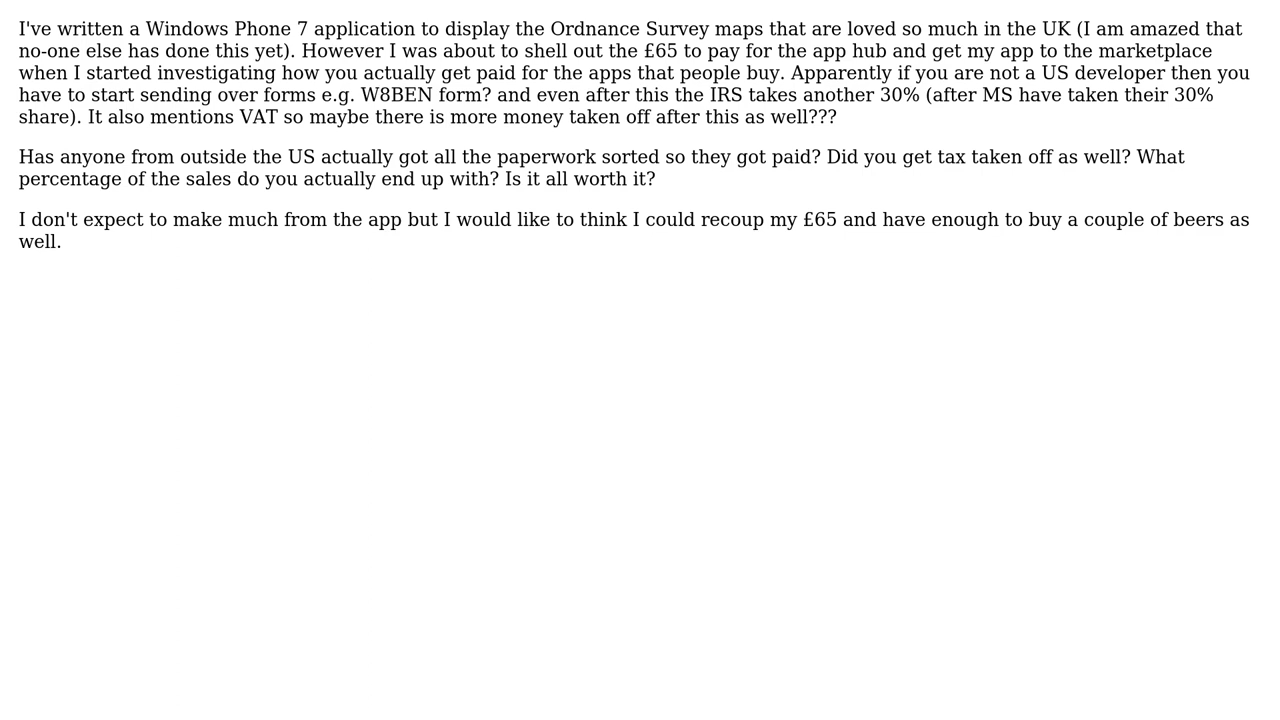 I've written a Windows Phone 7 application to display the Ordnance Survey maps that are loved so much in the UK (I am amazed that
no-one else has done this yet). However I was about to shell out the £65 to pay for the app hub and get my app to the marketplace
when I started investigating how you actually get paid for the apps that people buy. Apparently if you are not a US developer then you
have to start sending over forms e.g. W8BEN form? and even after this the IRS takes another 30% (after MS have taken their 30%
share). It also mentions VAT so maybe there is more money taken off after this as well???
Has anyone from outside the US actually got all the paperwork sorted so they got paid? Did you get tax taken off as well? What
percentage of the sales do you actually end up with? Is it all worth it?
I don't expect to make much from the app but I would like to think I could recoup my £65 and have enough to buy a couple of beers as
well.